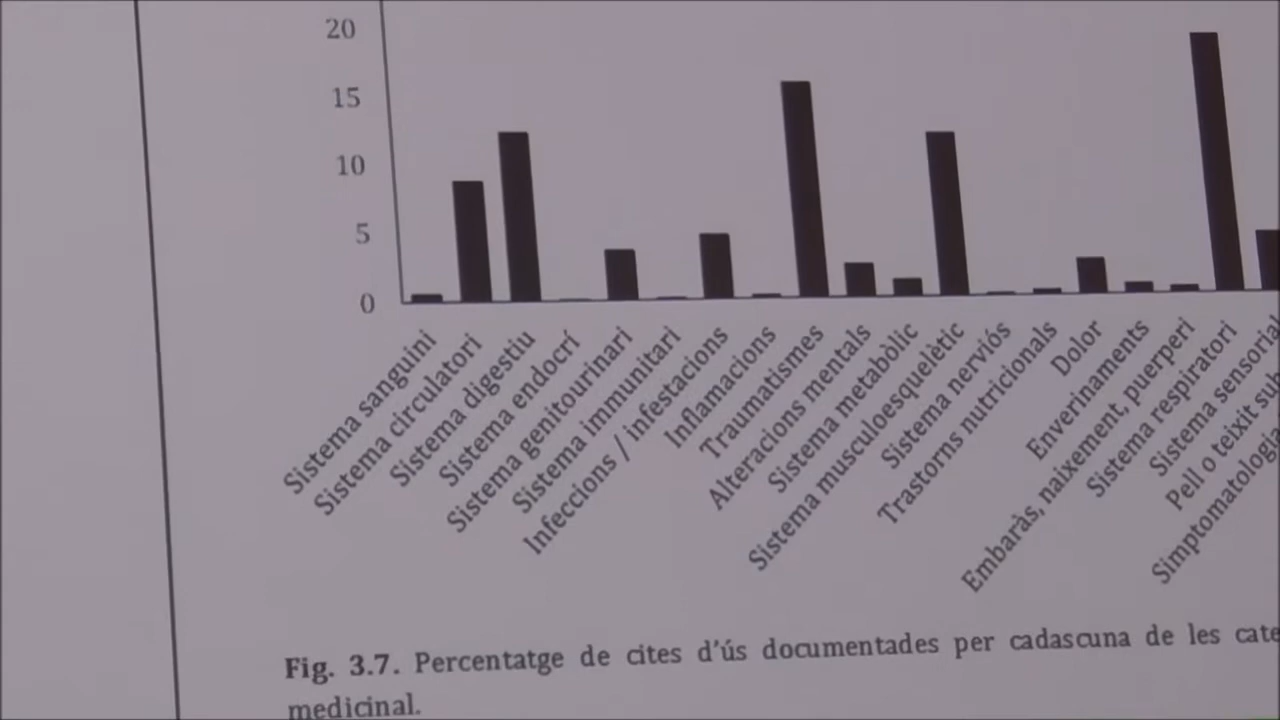 20
15
10
5
0
Sistema sanguini
Sistema circulatori
Sistema digestiu
Sistema endocrí
Sistema genitourinari
Sistema immunitari
Infeccions / infestacions
Inflamacions
Traumatismes
Alteracions mentals
Sistema metabòlic
Sistema musculoesquelètic
Sistema nerviós
Trastorns nutricionals
Dolor
Enverinaments
Embaràs, naixement, puerperi
Sistema respiratori
Sistema sensorial
Pell o teixit sub
Simptomatologia
Fig. 3.7. Percentatge de cites d'ús documentades per cadascuna de les cate
medicinal.